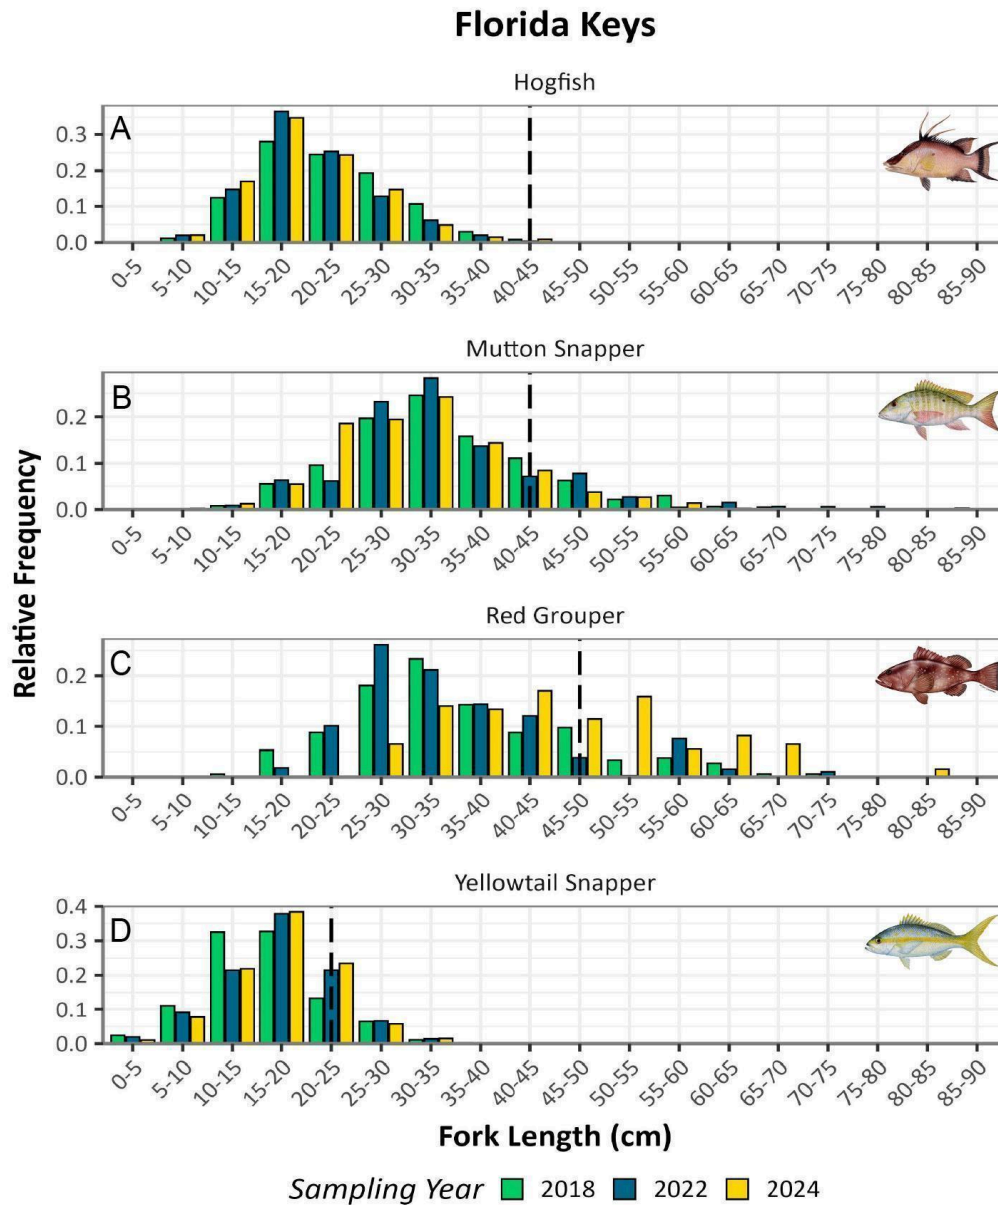 Florida Keys
Hogfish
A
0.3
0.2
0.1
0.0
0-5 5-10 10-15 15-20 20-25 25-30 30-35 35-40 40-45 45-50 50-55 55-60 60-65 65-70 70-75 75-80 80-85 85-90
Mutton Snapper
B
0.2
0.1
0.0
0-5 5-10 10-15 15-20 20-25 25-30 30-35 35-40 40-45 45-50 50-55 55-60 60-65 65-70 70-75 75-80 80-85 85-90
Relative Frequency
Red Grouper
C
0.2
0.1
0.0
0-5 5-10 10-15 15-20 20-25 25-30 30-35 35-40 40-45 45-50 50-55 55-60 60-65 65-70 70-75 75-80 80-85 85-90
Yellowtail Snapper
D
0.4
0.3
0.2
0.1
0.0
0-5 5-10 10-15 15-20 20-25 25-30 30-35 35-40 40-45 45-50 50-55 55-60 60-65 65-70 70-75 75-80 80-85 85-90
Fork Length (cm)
Sampling Year 2018 2022 2024